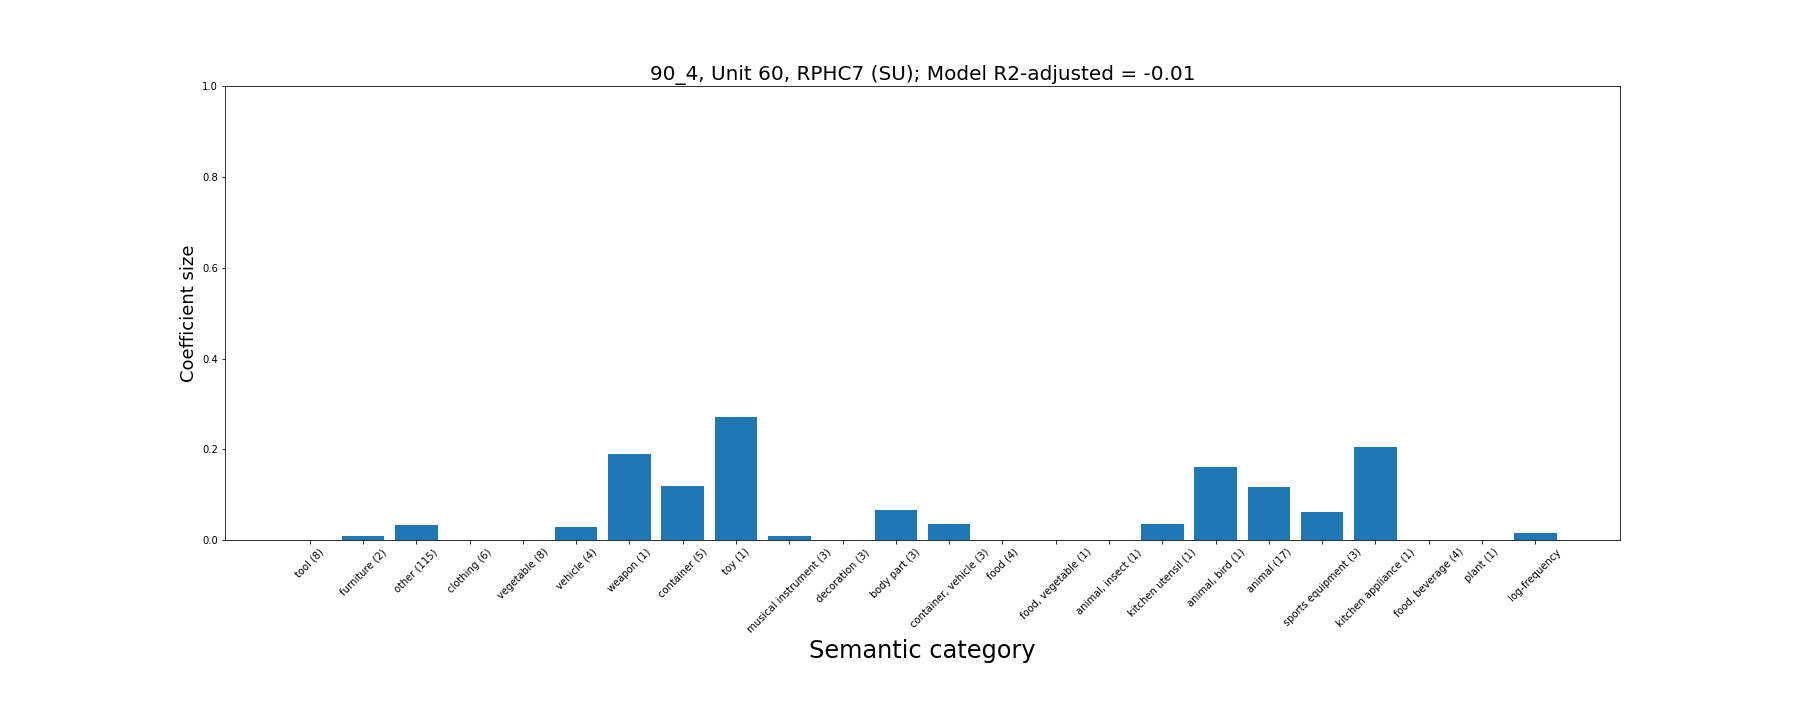 90_4, Unit 60, RPHC7 (SU); Model R2-adjusted = -0.01
Coefficient size
1.0
0.8
0.6
0.4
0.2
0.0
tool (8)
furniture (2)
other (115)
clothing (6)
vegetable (8)
vehicle (4)
weapon (1)
container (5)
toy (1)
musical instrument (3)
decoration (3)
body part (3)
container, vehicle (3)
food (4)
food, vegetable (1)
animal, insect (1)
kitchen utensil (1)
animal, bird (1)
animal (17)
sports equipment (3)
kitchen appliance (1)
food, beverage (4)
plant (1)
log-frequency
Semantic category